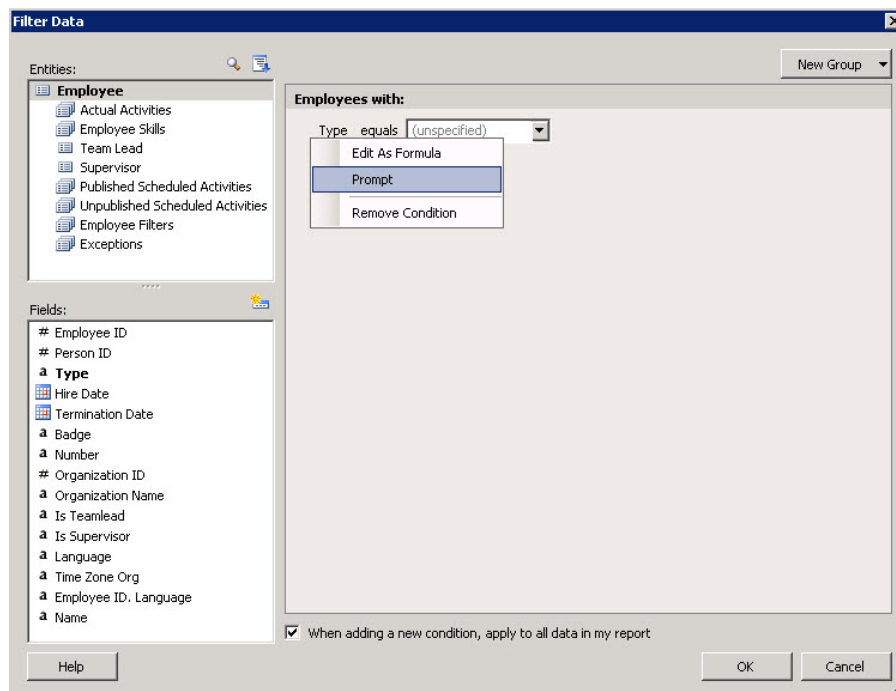 Filter Data
Entities:
Employee
Actual Activities
Employee Skills
Team Lead
Supervisor
Published Scheduled Activities
Unpublished Scheduled Activities
Employee Filters
Exceptions
Fields:
# Employee ID
# Person ID
a Type
Hire Date
Termination Date
a Badge
a Number
# Organization ID
a Organization Name
a Is Teamlead
a Is Supervisor
a Language
a Time Zone Org
a Employee ID. Language
a Name
New Group
Employees with:
Type equals (unspecified)
Edit As Formula
Prompt
Remove Condition
When adding a new condition, apply to all data in my report
Help
OK
Cancel